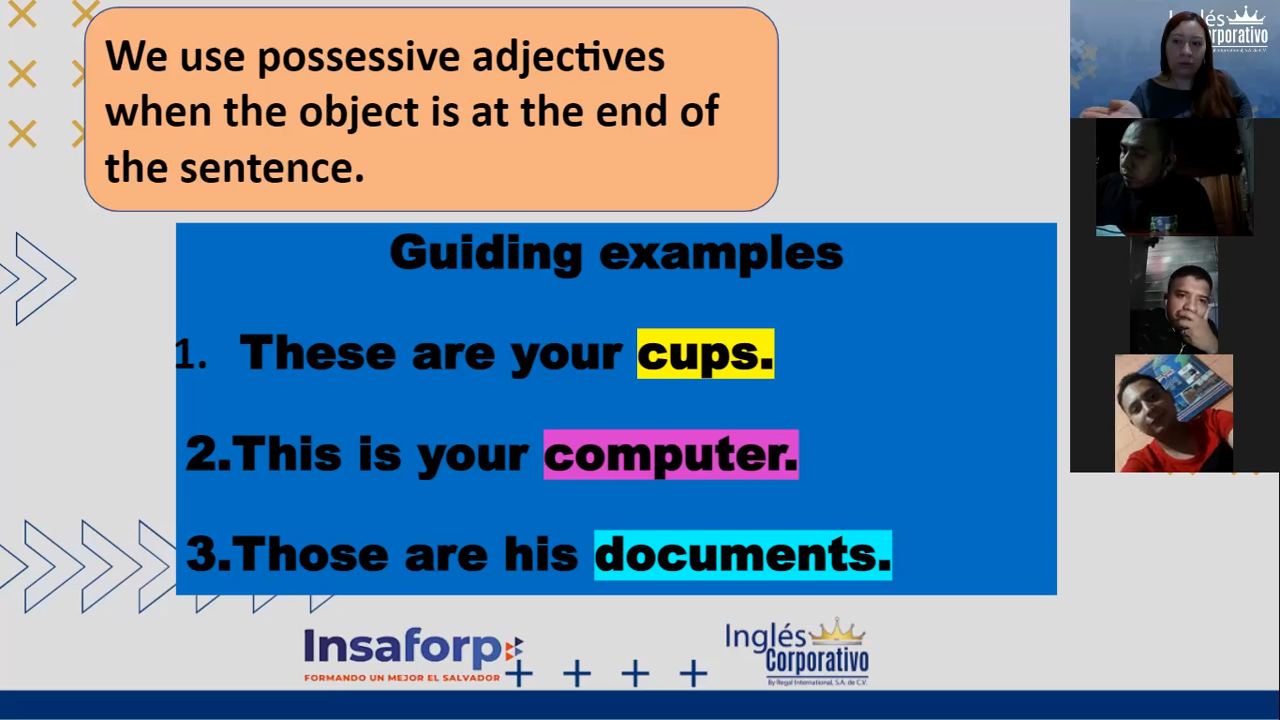 We use possessive adjectives
when the object is at the end of
the sentence.
Guiding examples
1. These are your cups.
2.This is your computer.
3.Those are his documents.
Insaforp
FORMANDO UN MEJOR EL SALVADOR
Inglés
Corporativo
By Regal International, S.A. de C.V.
Inglés
Corporativo